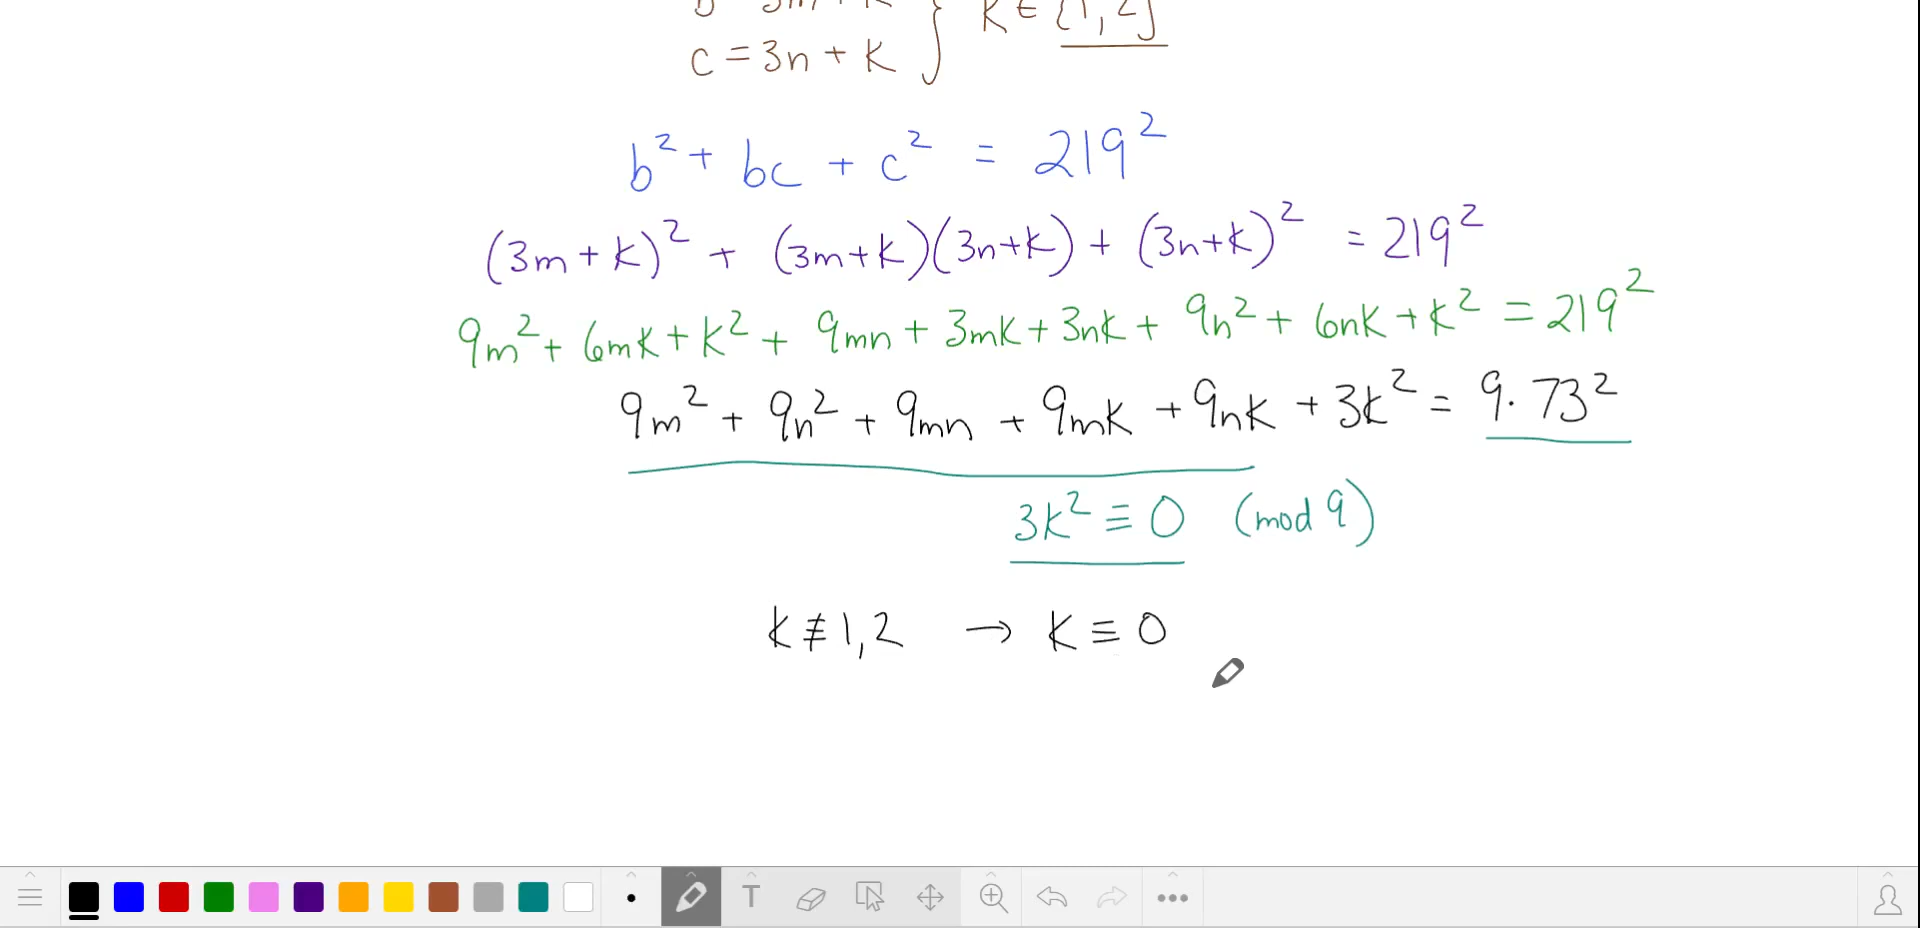 b = 3m + k } k ∈ {1, 2}
c = 3n + k
b² + bc + c² = 219²
(3m+k)² + (3m+k)(3n+k) + (3n+k)² = 219²
9m² + 6mk + k² + 9mn + 3mk + 3nk + 9n² + 6nk + k² = 219²
9m² + 9n² + 9mn + 9mk + 9nk + 3k² = 9·73²
3k² ≡ 0 (mod 9)
k ≢ 1,2 → k ≡ 0
T